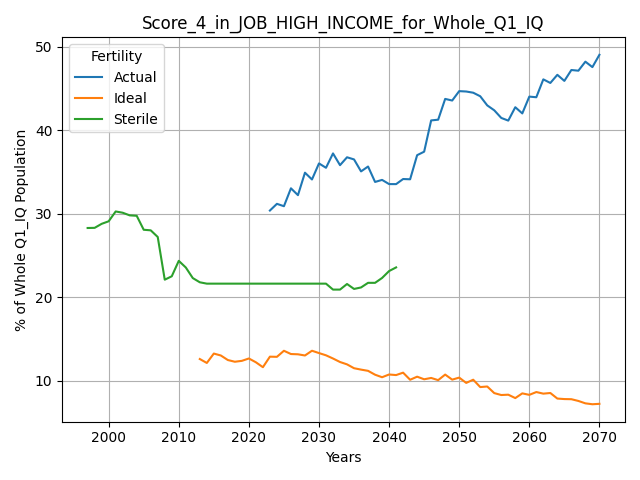 Score_4_in_JOB_HIGH_INCOME_for_Whole_Q1_IQ
Fertility
Actual
Ideal
Sterile
% of Whole Q1_IQ Population
50
40
30
20
10
2000 2010 2020 2030 2040 2050 2060 2070
Years